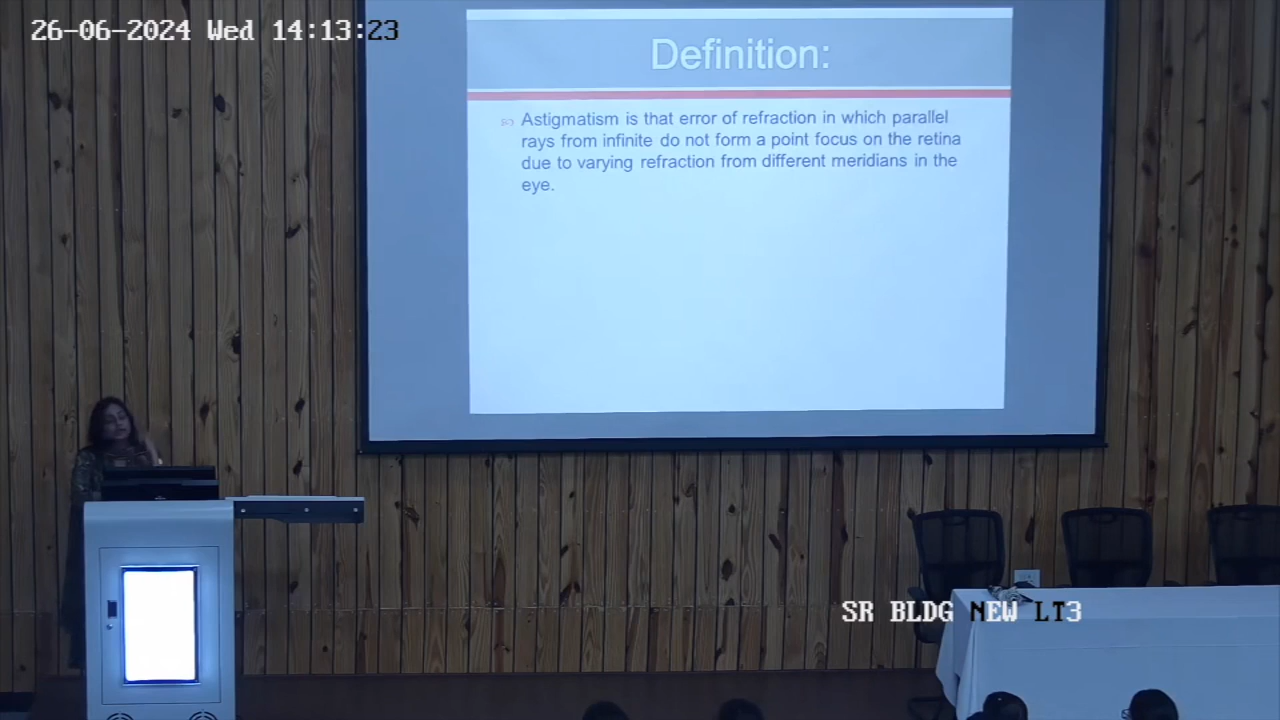 26-06-2024 Wed 14:13:23
Definition:
Astigmatism is that error of refraction in which parallel
rays from infinite do not form a point focus on the retina
due to varying refraction from different meridians in the
eye.
SR BLDG NEW LT3